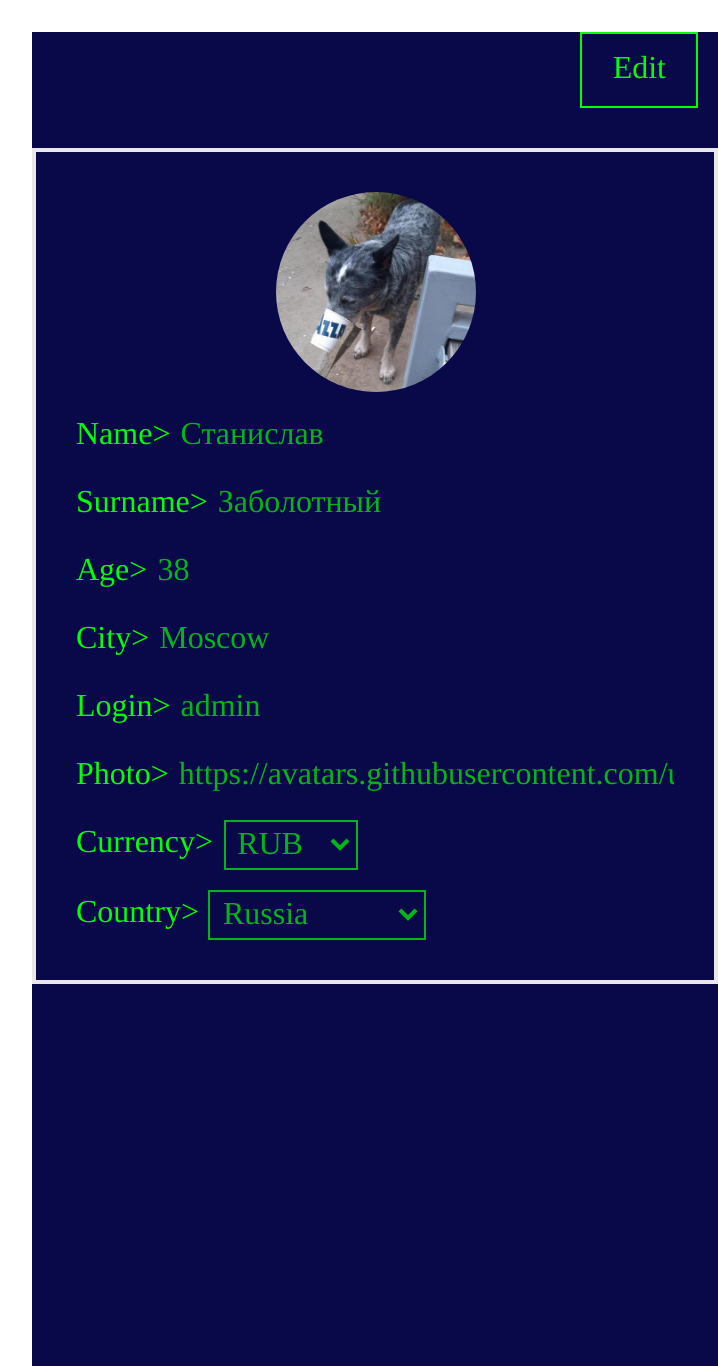 Edit
IZZA
Name> Станислав
Surname> Заболотный
Age> 38
City> Moscow
Login> admin
Photo> https://avatars.githubusercontent.com/u
Currency> RUB
Country> Russia